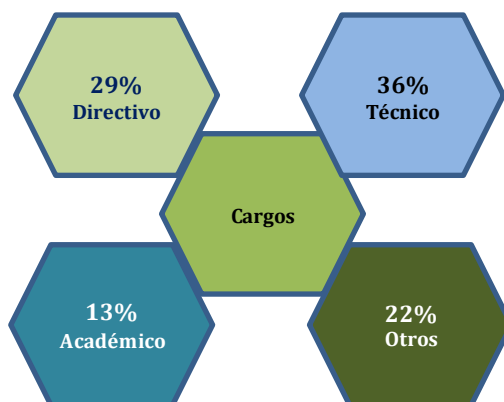 29%
Directivo
36%
Técnico
Cargos
13%
Académico
22%
Otros